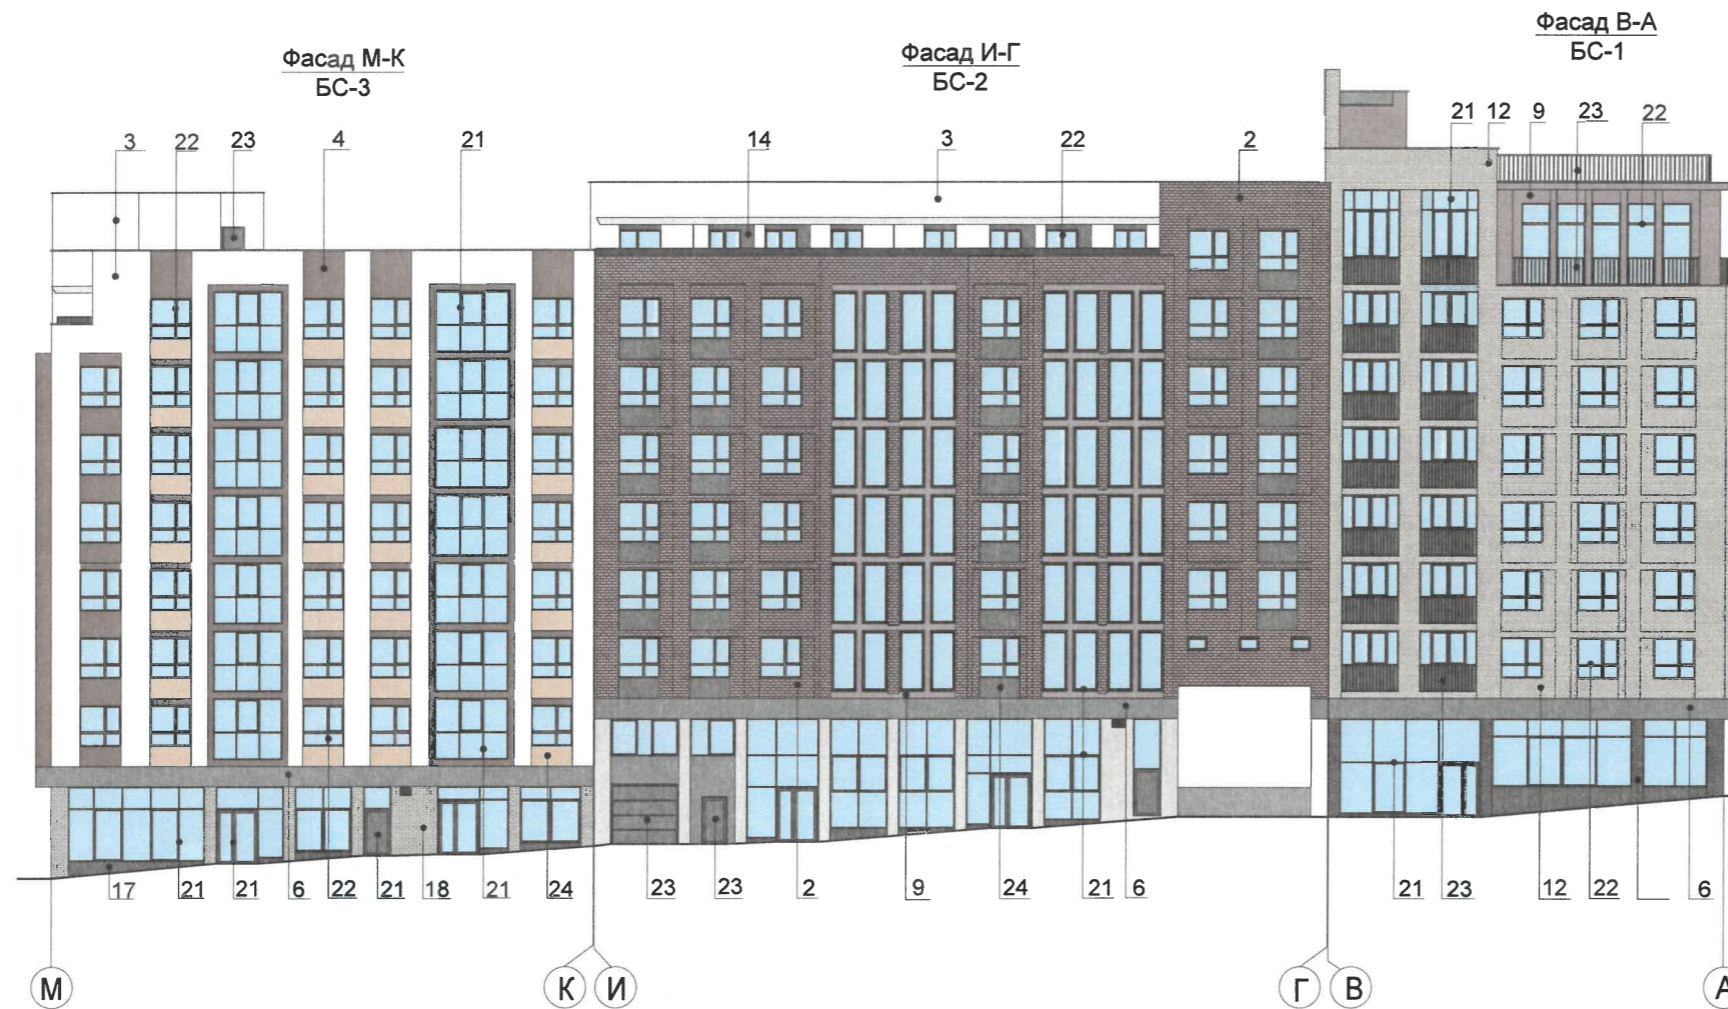 Фасад М-К
БС-3
Фасад И-Г
БС-2
Фасад В-А
БС-1
3 22 23 4 21 14 3 22 2 21 12 9 23 22
17 21 21 6 22 21 18 21 24 23 23 2 9 24 21 6 21 23 12 22 6
М К И Г В А